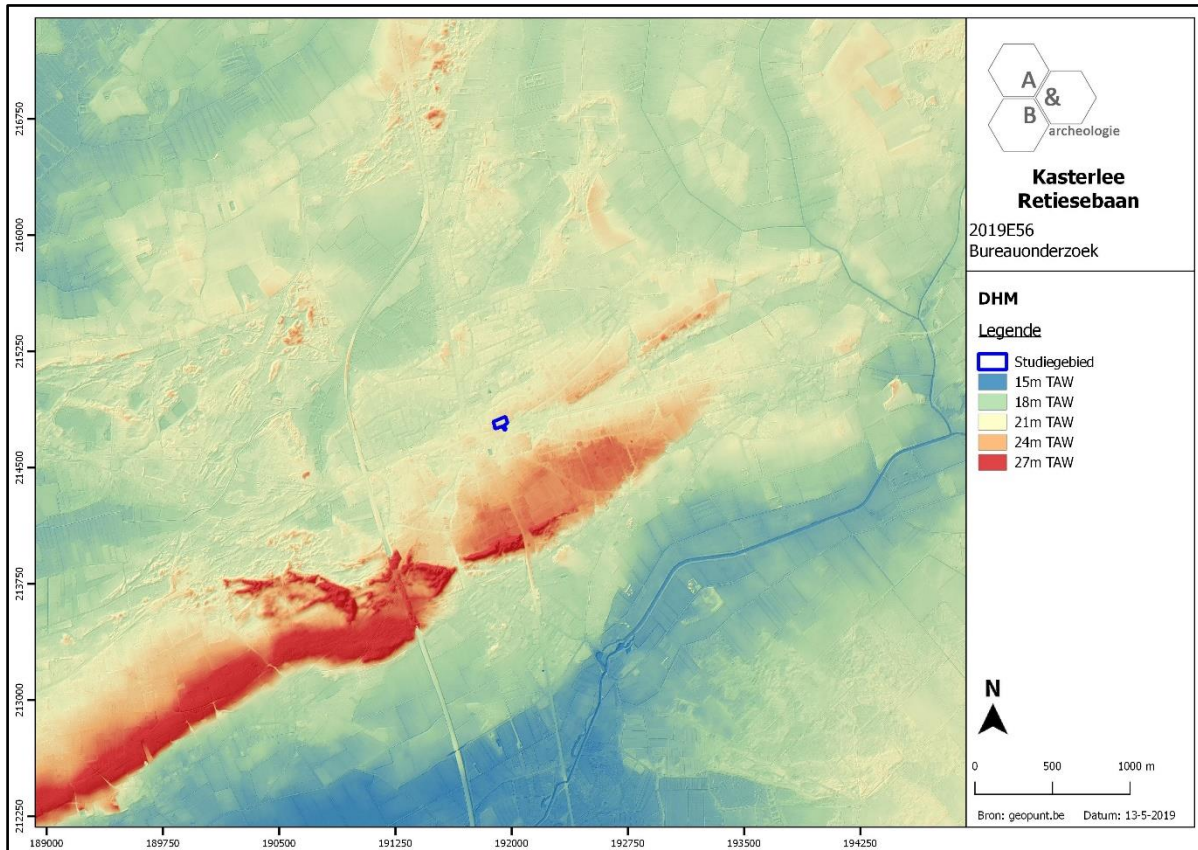 A
&
B
archeologie
Kasterlee
Retiesebaan
2019E56
Bureauonderzoek
DHM
Legende
Studiegebied
15m TAW
18m TAW
21m TAW
24m TAW
27m TAW
N
0 500 1000 m
Bron: geopunt.be Datum: 13-5-2019
216750
216000
215250
214500
213750
213000
212250
189000 189750 190500 191250 192000 192750 193500 194250